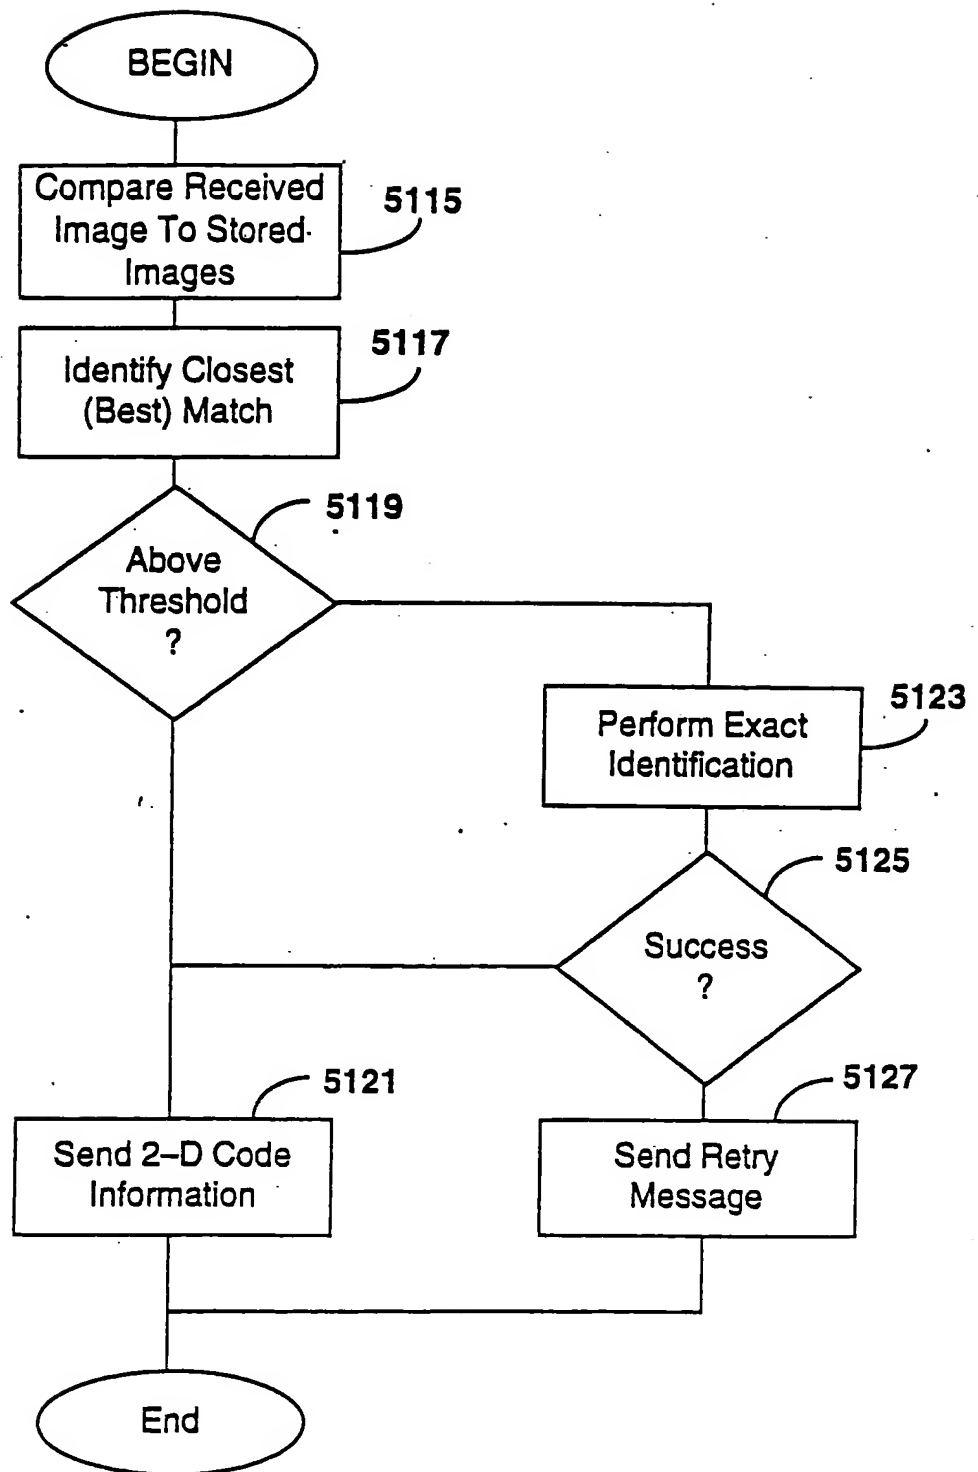 BEGIN
Compare Received
Image To Stored
Images
5115
Identify Closest
(Best) Match
5117
Above
Threshold
?
5119
Perform Exact
Identification
5123
Success
?
5125
Send 2–D Code
Information
5121
Send Retry
Message
5127
End